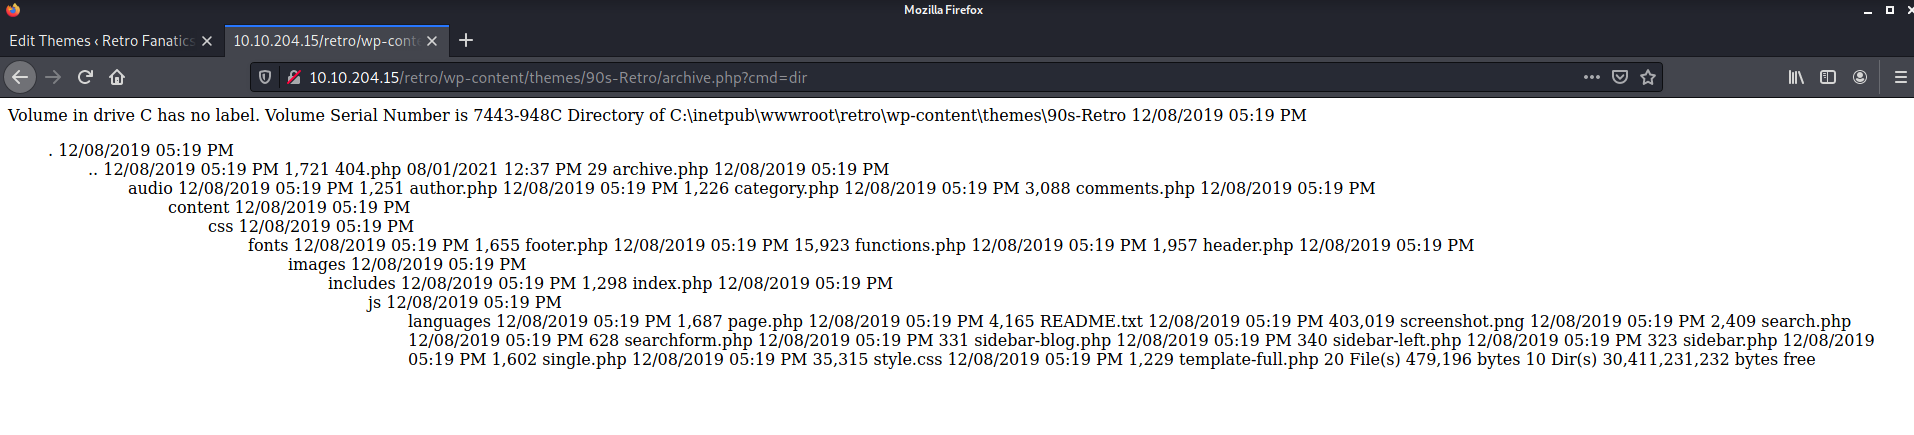 Mozilla Firefox
Edit Themes ‹ Retro Fanatics
10.10.204.15/retro/wp-cont
10.10.204.15/retro/wp-content/themes/90s-Retro/archive.php?cmd=dir
Volume in drive C has no label. Volume Serial Number is 7443-948C Directory of C:\inetpub\wwwroot\retro\wp-content\themes\90s-Retro 12/08/2019 05:19 PM
. 12/08/2019 05:19 PM
.. 12/08/2019 05:19 PM 1,721 404.php 08/01/2021 12:37 PM 29 archive.php 12/08/2019 05:19 PM
audio 12/08/2019 05:19 PM 1,251 author.php 12/08/2019 05:19 PM 1,226 category.php 12/08/2019 05:19 PM 3,088 comments.php 12/08/2019 05:19 PM
content 12/08/2019 05:19 PM
css 12/08/2019 05:19 PM
fonts 12/08/2019 05:19 PM 1,655 footer.php 12/08/2019 05:19 PM 15,923 functions.php 12/08/2019 05:19 PM 1,957 header.php 12/08/2019 05:19 PM
images 12/08/2019 05:19 PM
includes 12/08/2019 05:19 PM 1,298 index.php 12/08/2019 05:19 PM
js 12/08/2019 05:19 PM
languages 12/08/2019 05:19 PM 1,687 page.php 12/08/2019 05:19 PM 4,165 README.txt 12/08/2019 05:19 PM 403,019 screenshot.png 12/08/2019 05:19 PM 2,409 search.php
12/08/2019 05:19 PM 628 searchform.php 12/08/2019 05:19 PM 331 sidebar-blog.php 12/08/2019 05:19 PM 340 sidebar-left.php 12/08/2019 05:19 PM 323 sidebar.php 12/08/2019
05:19 PM 1,602 single.php 12/08/2019 05:19 PM 35,315 style.css 12/08/2019 05:19 PM 1,229 template-full.php 20 File(s) 479,196 bytes 10 Dir(s) 30,411,231,232 bytes free